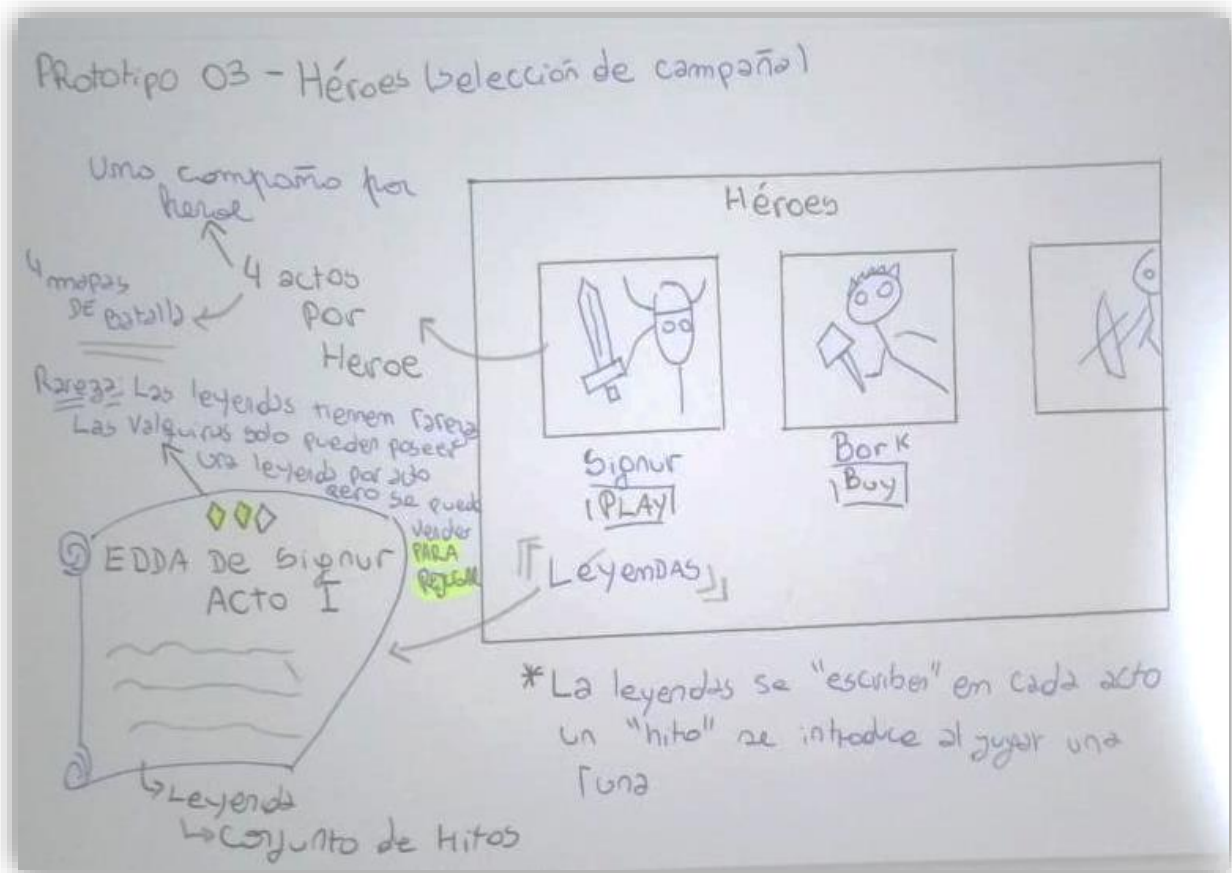 PRototipo 03 - Héroes (selección de campaña)
Una campaña por
heroe
4 actos
por
Heroe
4 mapas
DE Batalla
Rareza: Las leyendas tienen rareza
Las Valquirias solo pueden poseer
una leyenda por acto
pero se puede
vender
PARA
REJUGAR
EDDA DE Signur
ACTO I
Leyenda
Conjunto de Hitos
Héroes
Signur
PLAY
Bork
Buy
LEYENDAS
*La leyendas se "escriben" en cada acto
un "hito" se introduce al jugar una
runa